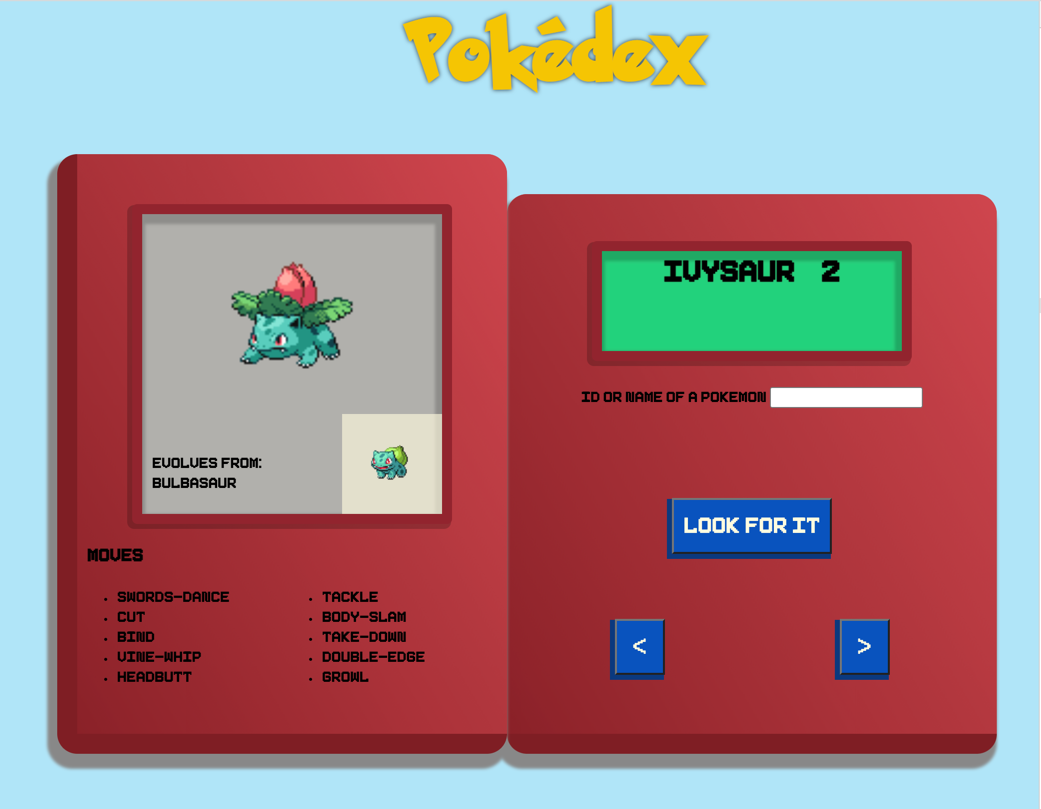 Pokédex
IVYSAUR 2
EVOLVES FROM:
BULBASAUR
ID OR NAME OF A POKEMON
LOOK FOR IT
< >
MOVES
• SWORDS-DANCE
• CUT
• BIND
• VINE-WHIP
• HEADBUTT
• TACKLE
• BODY-SLAM
• TAKE-DOWN
• DOUBLE-EDGE
• GROWL